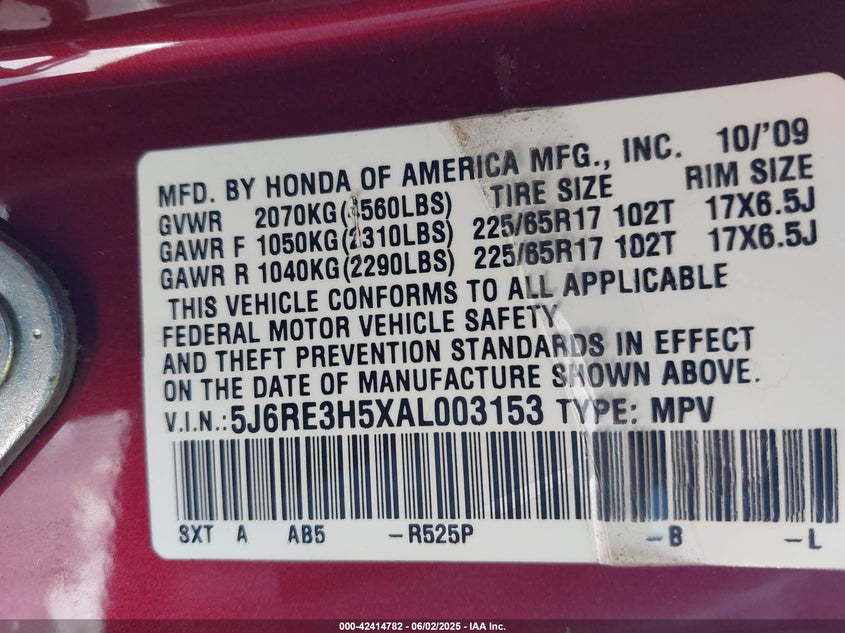 MFD. BY HONDA OF AMERICA MFG., INC. 10/'09
GVWR 2070KG(4560LBS) TIRE SIZE RIM SIZE
GAWR F 1050KG(2310LBS) 225/65R17 102T 17X6.5J
GAWR R 1040KG(2290LBS) 225/65R17 102T 17X6.5J
THIS VEHICLE CONFORMS TO ALL APPLICABLE
FEDERAL MOTOR VEHICLE SAFETY
AND THEFT PREVENTION STANDARDS IN EFFECT
ON THE DATE OF MANUFACTURE SHOWN ABOVE.
V.I.N.: 5J6RE3H5XAL003153 TYPE: MPV
SXT A AB5 -R525P -B -L
000-42414782 - 06/02/2025 - IAA Inc.